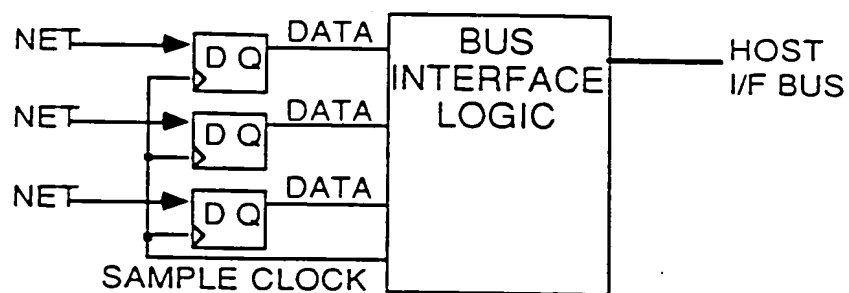 NET
D Q
DATA
NET
D Q
DATA
NET
D Q
DATA
SAMPLE CLOCK
BUS
INTERFACE
LOGIC
HOST
I/F BUS